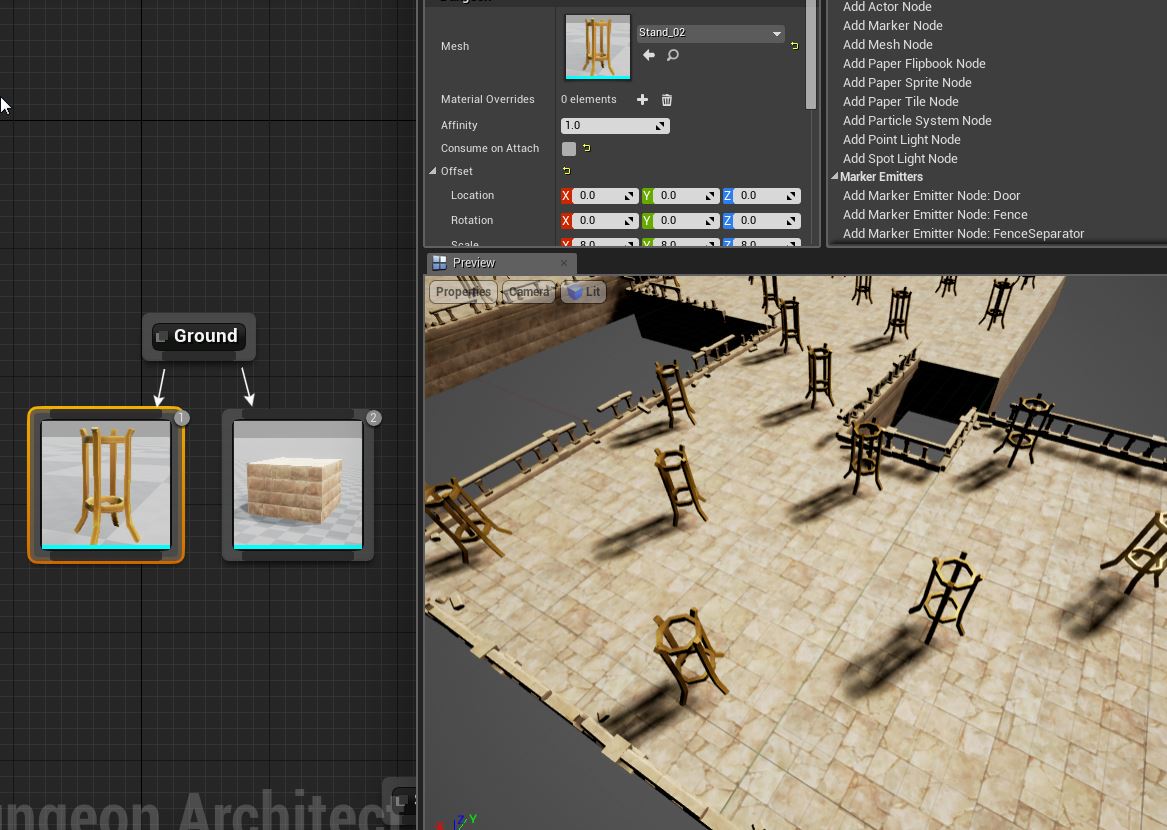 Mesh
Stand_02
Material Overrides 0 elements
Affinity 1.0
Consume on Attach
Offset
Location X 0.0 Y 0.0 Z 0.0
Rotation X 0.0 Y 0.0 Z 0.0
Scale X 8.0 Y 8.0 Z 8.0
Add Actor Node
Add Marker Node
Add Mesh Node
Add Paper Flipbook Node
Add Paper Sprite Node
Add Paper Tile Node
Add Particle System Node
Add Point Light Node
Add Spot Light Node
Marker Emitters
Add Marker Emitter Node: Door
Add Marker Emitter Node: Fence
Add Marker Emitter Node: FenceSeparator
Preview
Properties Camera Lit
Ground
1
2
ngeon Architect
Z Y